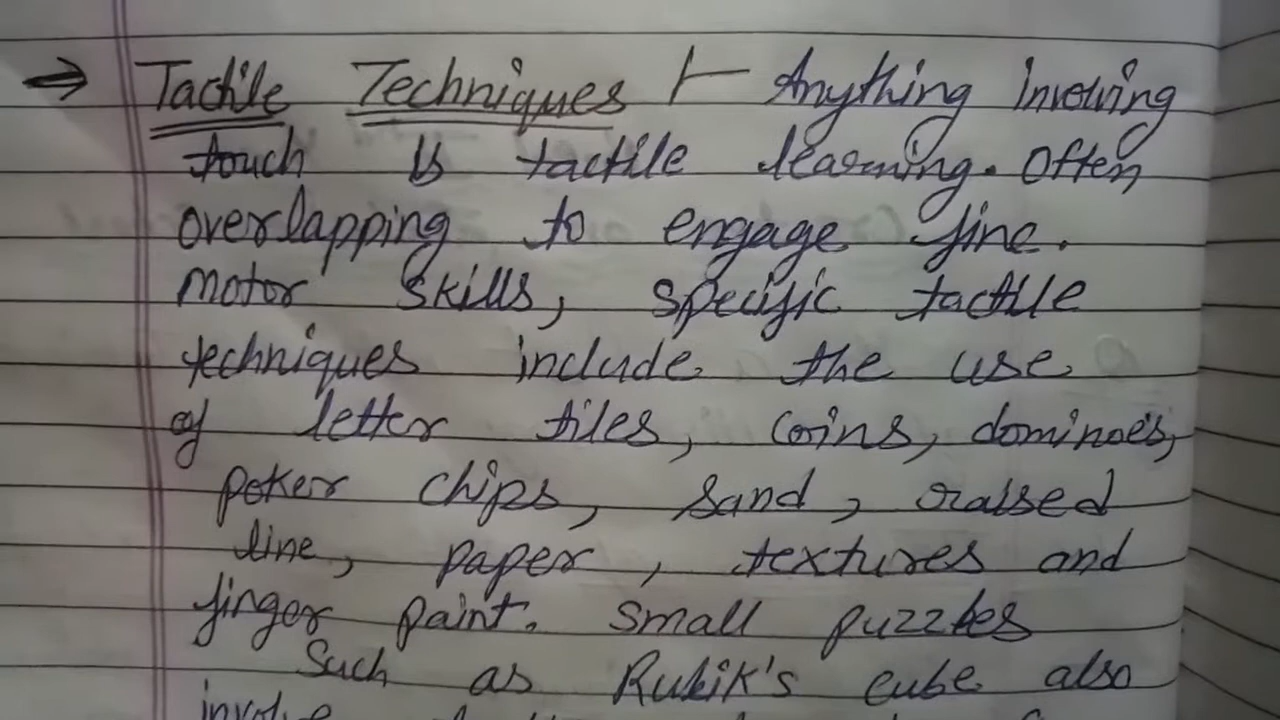 ⇒ Tactile Techniques :- Anything involving
touch is tactile learning. Often
overlapping to engage fine.
motor skills, specific tactile
techniques include the use
of letter tiles, coins, dominoes,
poker chips, sand, raised
line, paper, textures and
finger paint. Small puzzles
Such as Rubik's cube also
involve